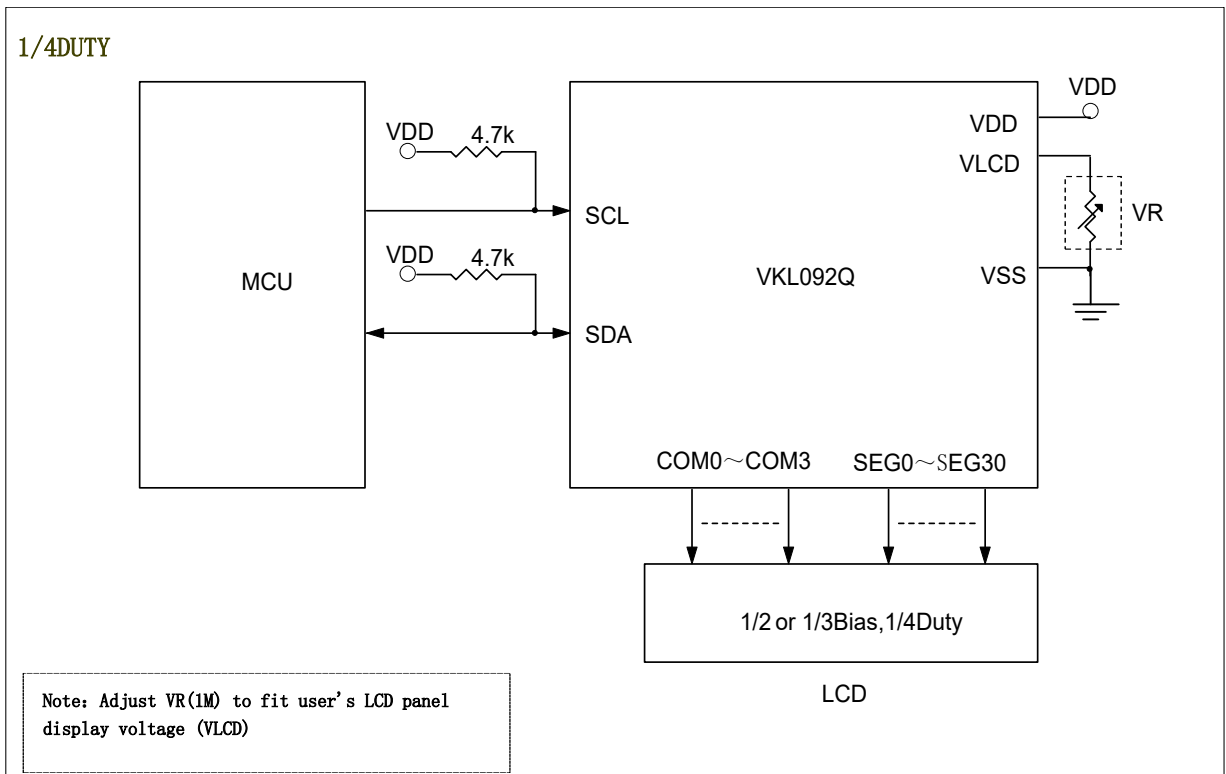 1/4DUTY
VDD
VDD 4.7k
VDD
VLCD
SCL
VR
VDD 4.7k
MCU
VKL092Q
VSS
SDA
COM0～COM3 SEG0～SEG30
1/2 or 1/3Bias,1/4Duty
LCD
Note: Adjust VR(1M) to fit user's LCD panel
display voltage (VLCD)